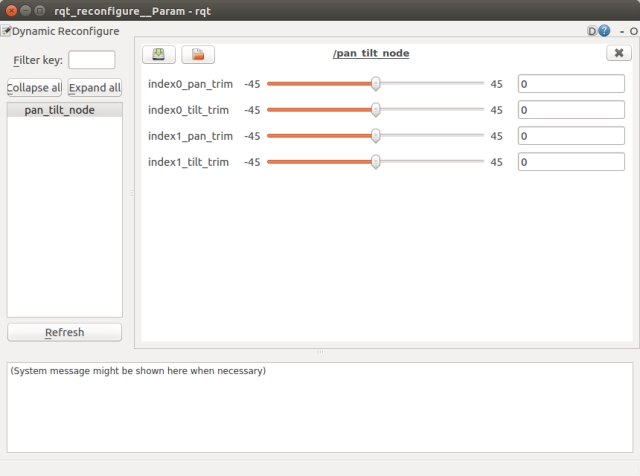 rqt_reconfigure__Param - rqt
Dynamic Reconfigure
D ? - O
Filter key:
Collapse all Expand all
pan_tilt_node
Refresh
/pan_tilt_node
index0_pan_trim -45 45 0
index0_tilt_trim -45 45 0
index1_pan_trim -45 45 0
index1_tilt_trim -45 45 0
(System message might be shown here when necessary)